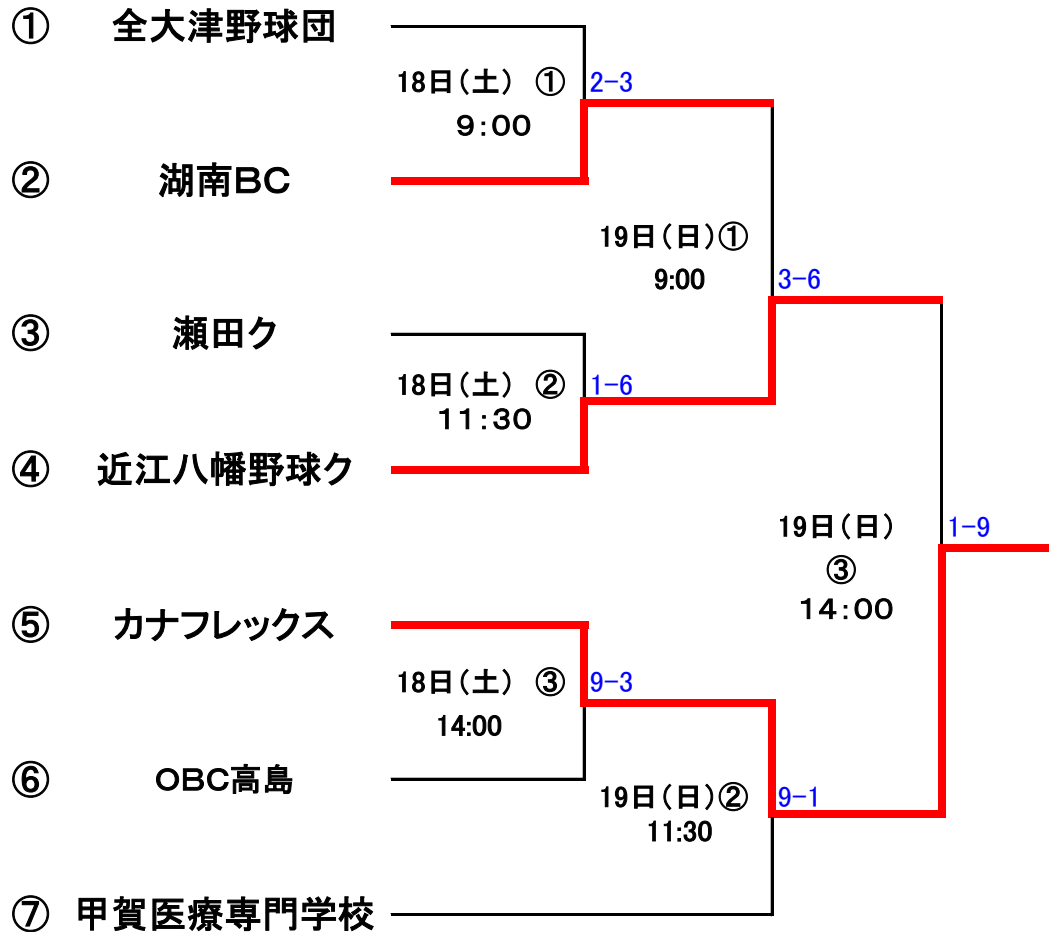 ① 全大津野球団
18日(土) ① 2-3
9:00
② 湖南BC
19日(日)①
9:00 3-6
③ 瀬田ク
18日(土) ② 1-6
11:30
④ 近江八幡野球ク
19日(日) 1-9
③
14:00
⑤ カナフレックス
18日(土) ③ 9-3
14:00
⑥ OBC高島
19日(日)② 9-1
11:30
⑦ 甲賀医療専門学校